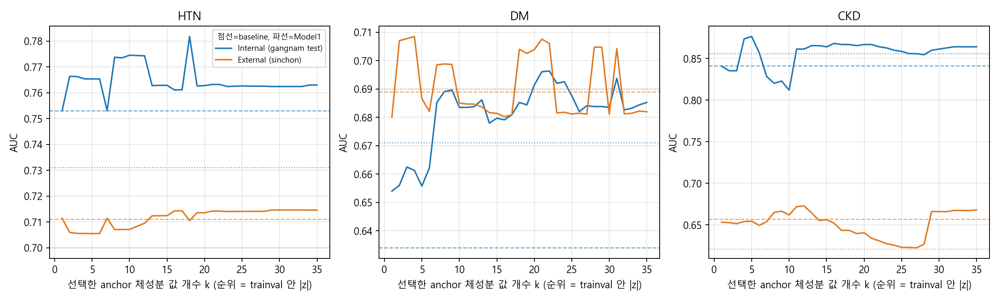 HTN
AUC
0.78
0.77
0.76
0.75
0.74
0.73
0.72
0.71
0.70
점선=baseline, 파선=Model1
Internal (gangnam test)
External (sinchon)
0 5 10 15 20 25 30 35
선택한 anchor 체성분 값 개수 k (순위 = trainval 안 |z|)
DM
AUC
0.71
0.70
0.69
0.68
0.67
0.66
0.65
0.64
0 5 10 15 20 25 30 35
선택한 anchor 체성분 값 개수 k (순위 = trainval 안 |z|)
CKD
AUC
0.85
0.80
0.75
0.70
0.65
0 5 10 15 20 25 30 35
선택한 anchor 체성분 값 개수 k (순위 = trainval 안 |z|)